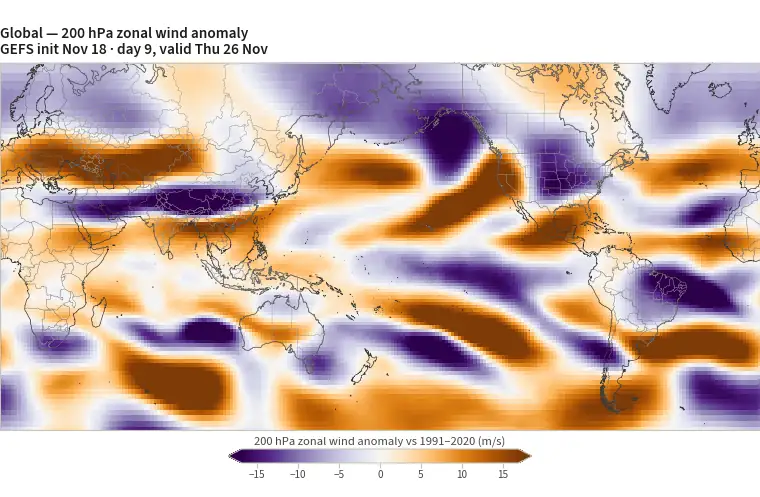 Global — 200 hPa zonal wind anomaly
GEFS init Nov 18 · day 9, valid Thu 26 Nov
200 hPa zonal wind anomaly vs 1991–2020 (m/s)
−15 −10 −5 0 5 10 15